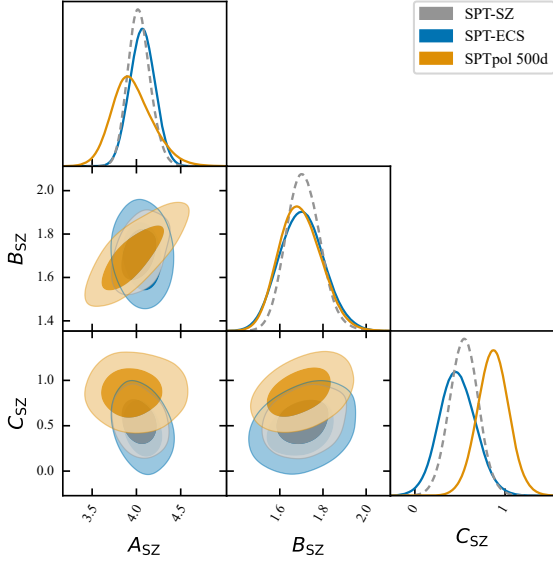 SPT-SZ
SPT-ECS
SPTpol 500d
2.0
1.8
1.6
1.4
B_SZ
1.0
0.5
0.0
C_SZ
3.5 4.0 4.5
1.6 1.8 2.0
0 1
A_SZ
B_SZ
C_SZ